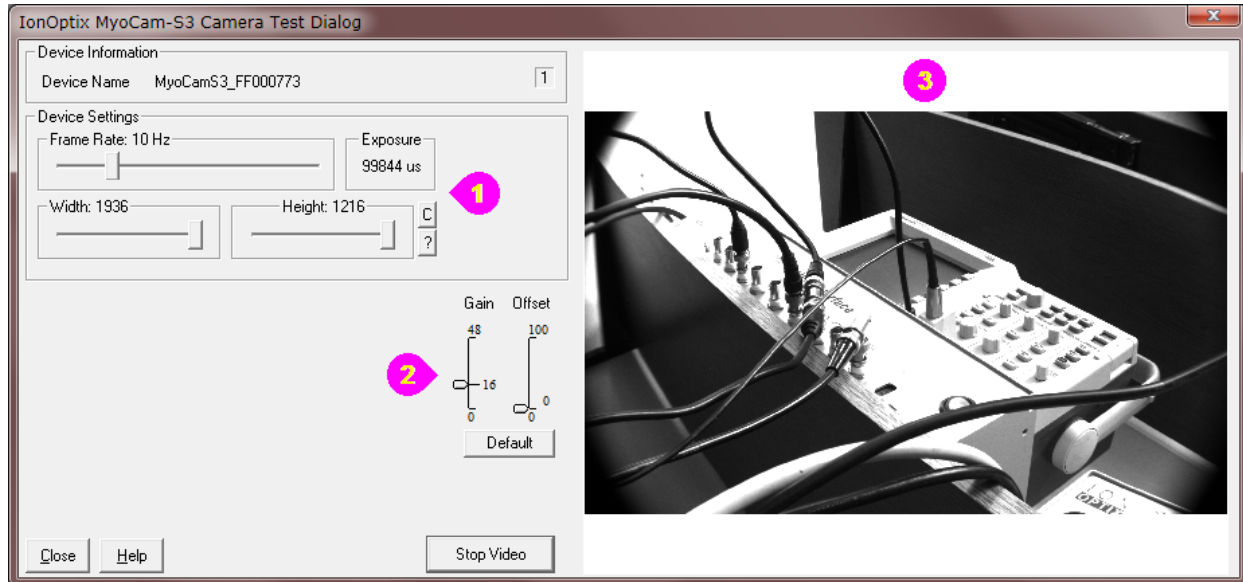 IonOptix MyoCam-S3 Camera Test Dialog
Device Information
Device Name MyoCamS3_FF000773 1
Device Settings
Frame Rate: 10 Hz
Exposure
99844 us
Width: 1936
Height: 1216
C
?
1
Gain Offset
48 100
2
16
0
0 0
Default
Close Help Stop Video
3
rface
OPTIX